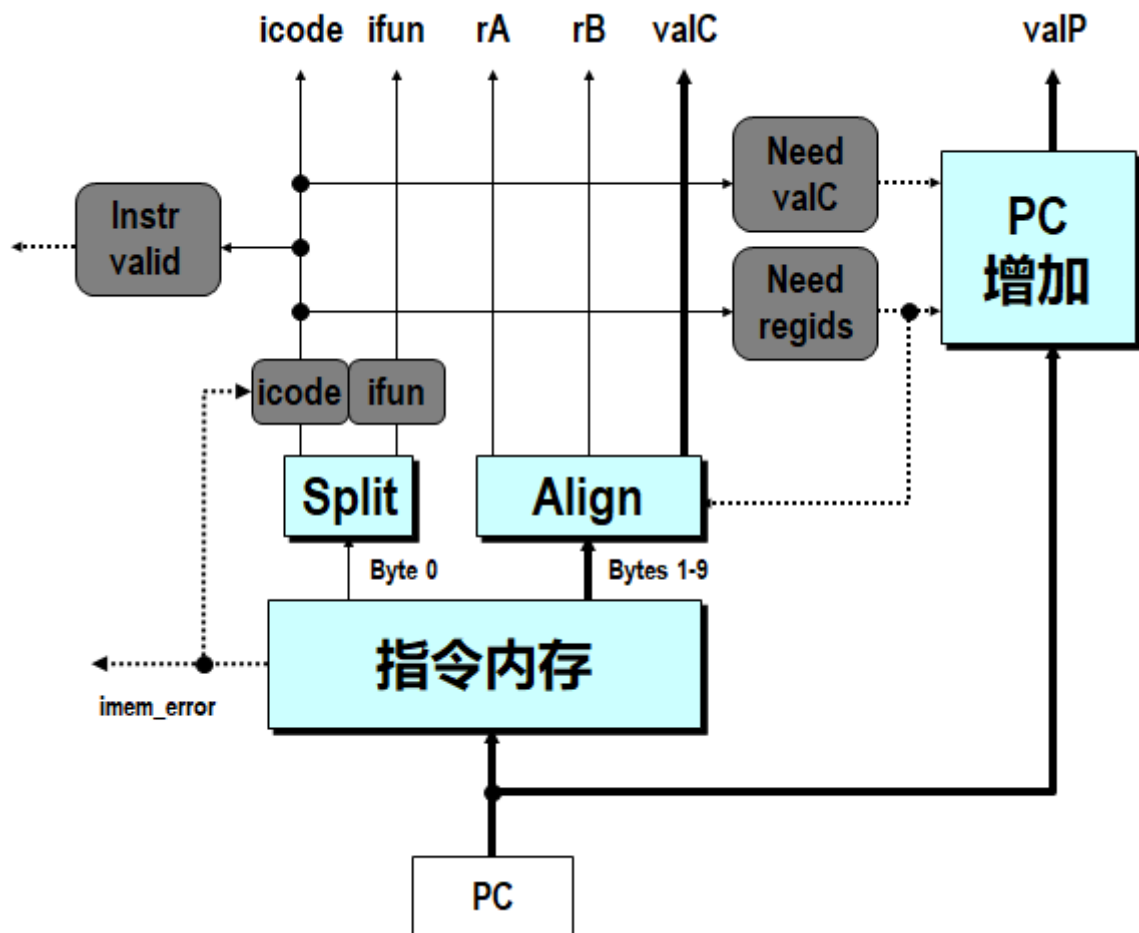 icode ifun rA rB valC valP
Need
valC
Instr
valid
PC
增加
Need
regids
icode ifun
Split
Align
Byte 0
Bytes 1-9
指令内存
imem_error
PC